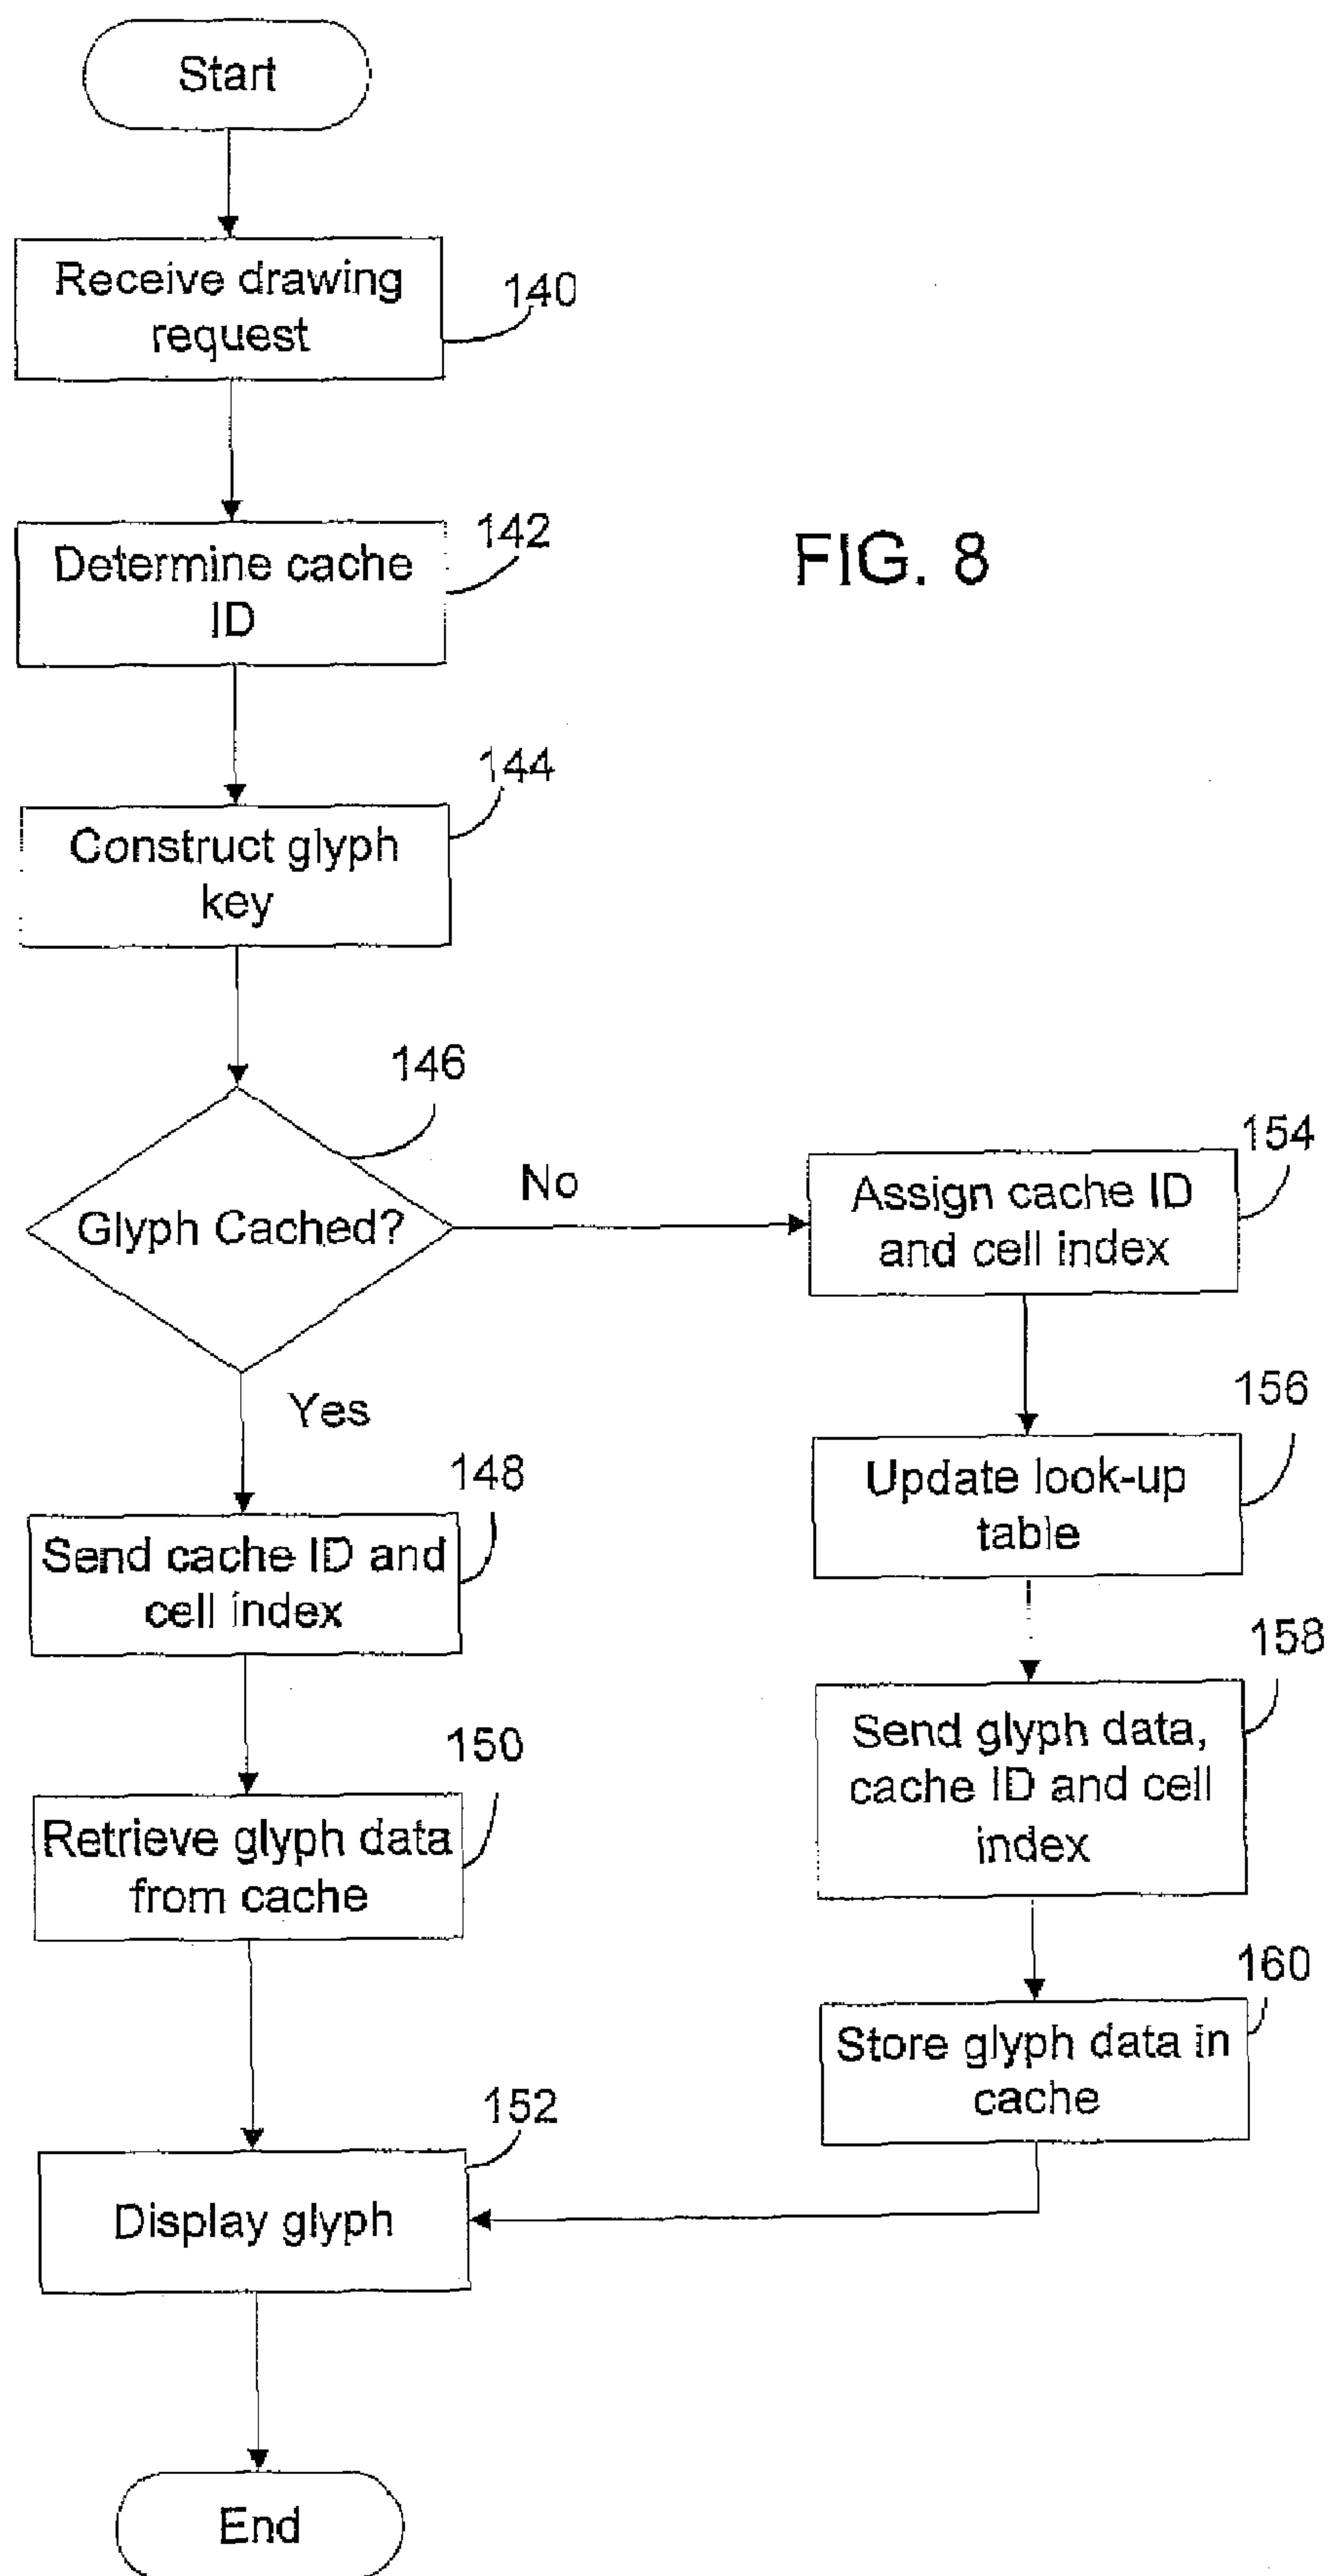 Start
Receive drawing
request
140
Determine cache
ID
142
FIG. 8
Construct glyph
key
144
Glyph Cached?
146
No
Yes
Send cache ID and
cell index
148
Retrieve glyph data
from cache
150
Assign cache ID
and cell index
154
Update look-up
table
156
Send glyph data,
cache ID and cell
index
158
Store glyph data in
cache
160
Display glyph
152
End